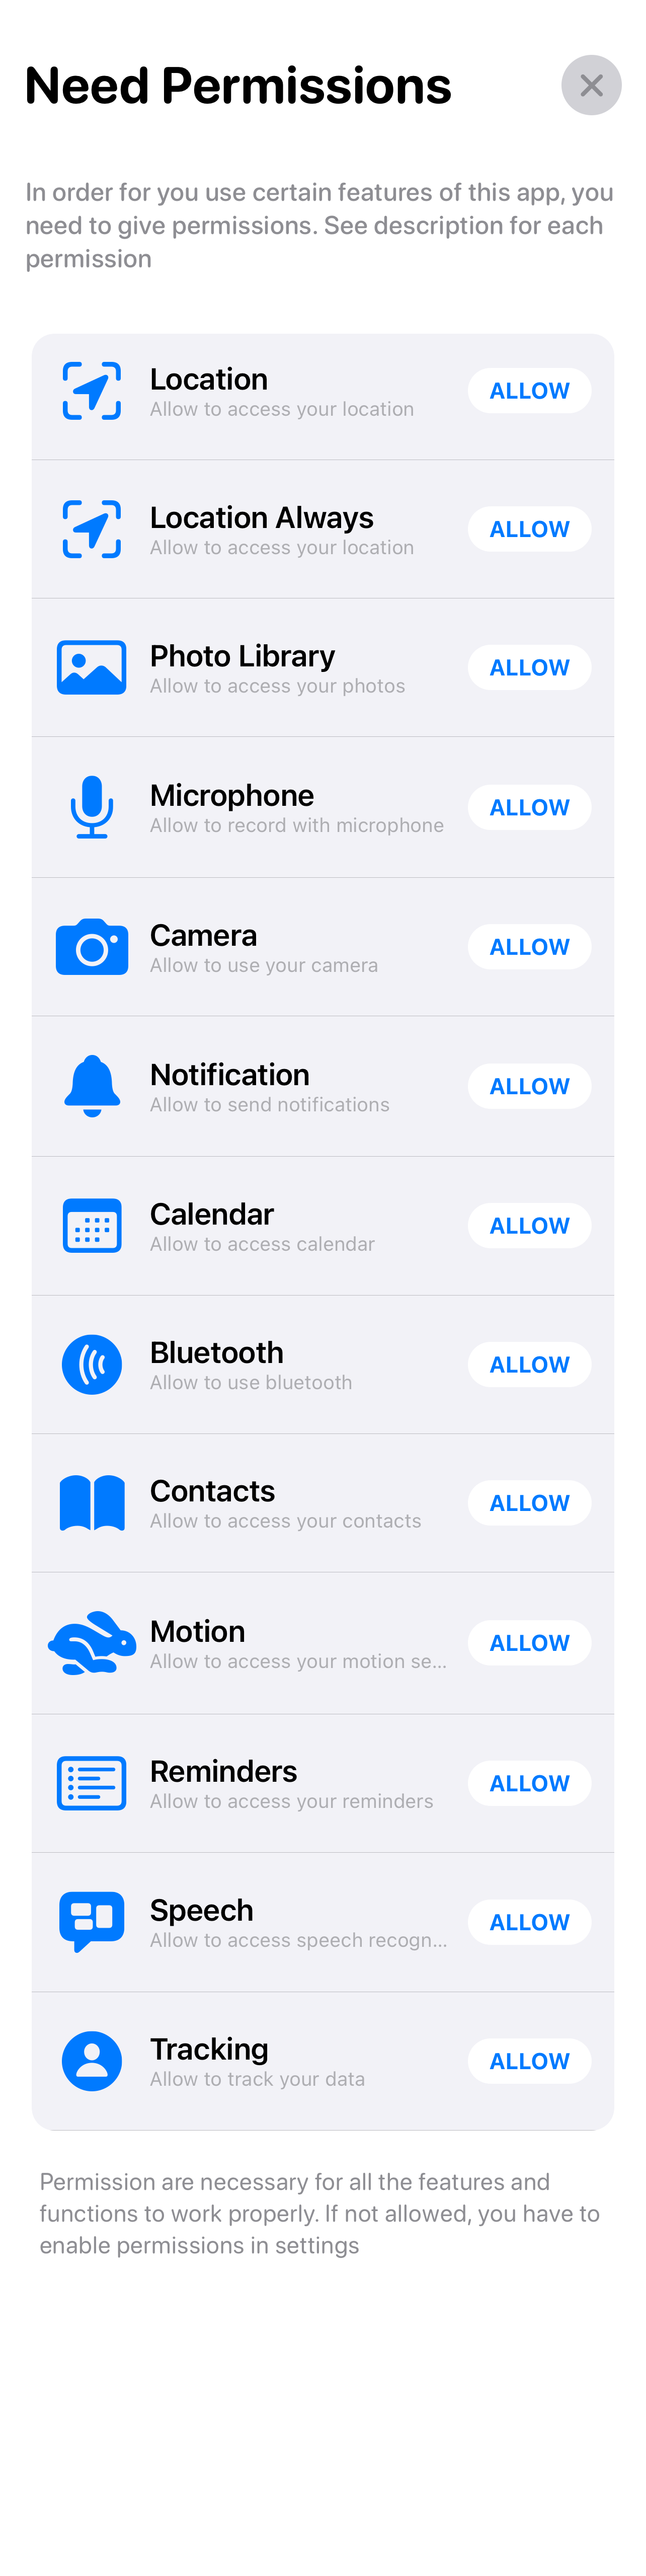 Need Permissions
In order for you use certain features of this app, you
need to give permissions. See description for each
permission
Location
Allow to access your location
ALLOW
Location Always
Allow to access your location
ALLOW
Photo Library
Allow to access your photos
ALLOW
Microphone
Allow to record with microphone
ALLOW
Camera
Allow to use your camera
ALLOW
Notification
Allow to send notifications
ALLOW
Calendar
Allow to access calendar
ALLOW
Bluetooth
Allow to use bluetooth
ALLOW
Contacts
Allow to access your contacts
ALLOW
Motion
Allow to access your motion se...
ALLOW
Reminders
Allow to access your reminders
ALLOW
Speech
Allow to access speech recogn...
ALLOW
Tracking
Allow to track your data
ALLOW
Permission are necessary for all the features and
functions to work properly. If not allowed, you have to
enable permissions in settings